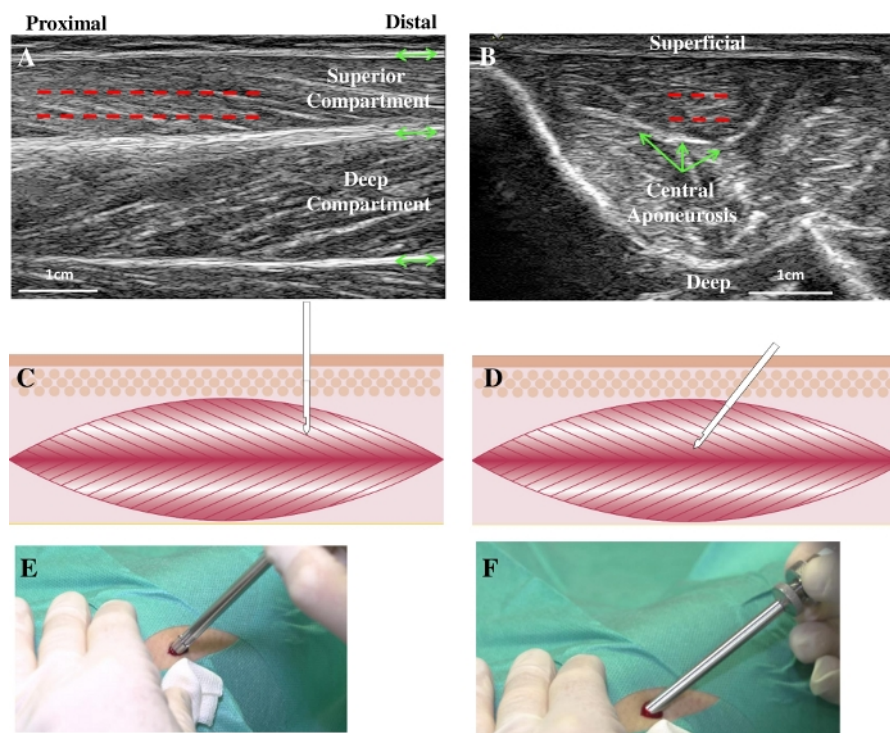 Proximal
Distal
A
Superior
Compartment
Deep
Compartment
1cm
B
Superficial
Central
Aponeurosis
Deep
1cm
C
D
E
F